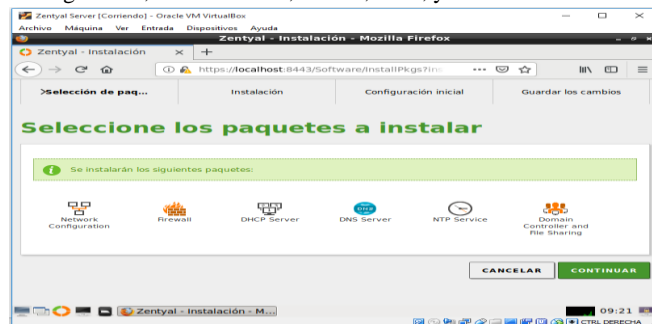 Zentyal Server [Corriendo] - Oracle VM VirtualBox
Archivo Máquina Ver Entrada Dispositivos Ayuda
Zentyal - Instalación - Mozilla Firefox
Zentyal - Instalación
https://localhost:8443/Software/InstallPkgs?in
Selección de paq... Instalación Configuración inicial Guardar los cambios
Seleccione los paquetes a instalar
Se instalarán los siguientes paquetes:
Network Configuration
Firewall
DHCP Server
DNS Server
NTP Service
Domain Controller and File Sharing
CANCELAR CONTINUAR
Zentyal - Instalación - M... 09:21
CTRL DERECHA